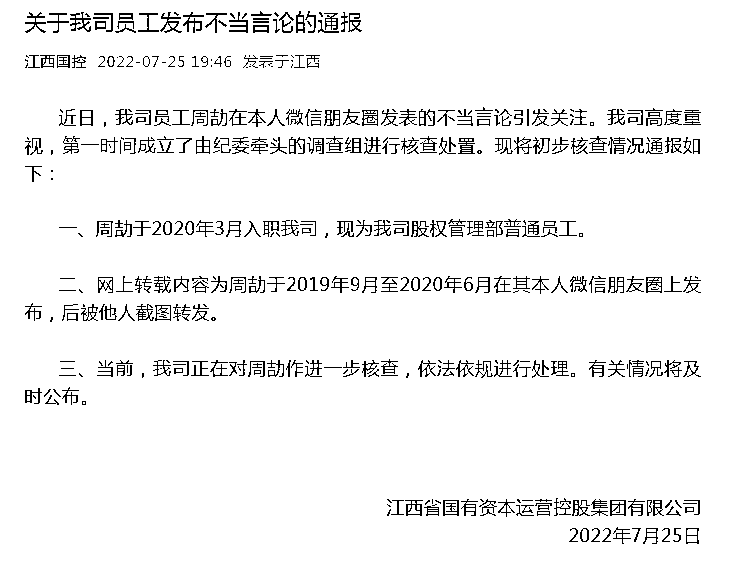 关于我司员工发布不当言论的通报
江西国控 2022-07-25 19:46 发表于江西
近日，我司员工周劼在本人微信朋友圈发表的不当言论引发关注。我司高度重
视，第一时间成立了由纪委牵头的调查组进行核查处置。现将初步核查情况通报如
下：
一、周劼于2020年3月入职我司，现为我司股权管理部普通员工。
二、网上转载内容为周劼于2019年9月至2020年6月在其本人微信朋友圈上发
布，后被他人截图转发。
三、当前，我司正在对周劼作进一步核查，依法依规进行处理。有关情况将及
时公布。
江西省国有资本运营控股集团有限公司
2022年7月25日